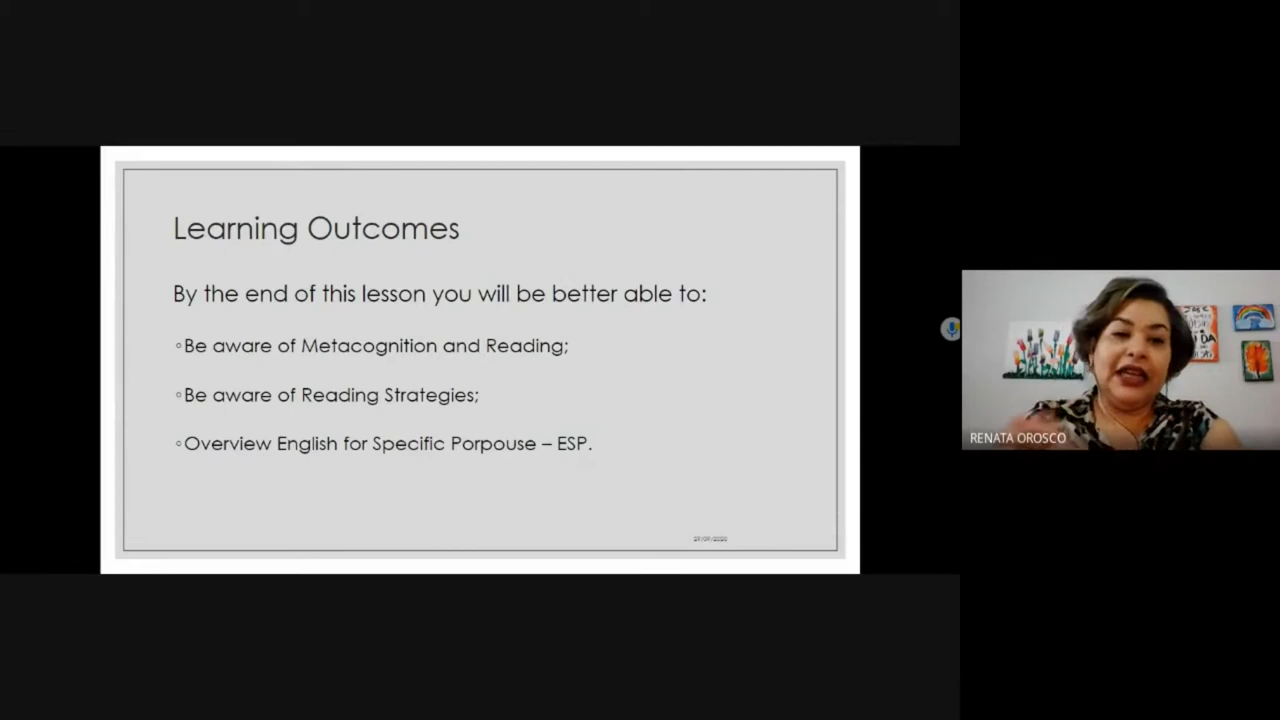 Learning Outcomes
By the end of this lesson you will be better able to:
◦Be aware of Metacognition and Reading;
◦Be aware of Reading Strategies;
◦Overview English for Specific Porpouse – ESP.
RENATA OROSCO